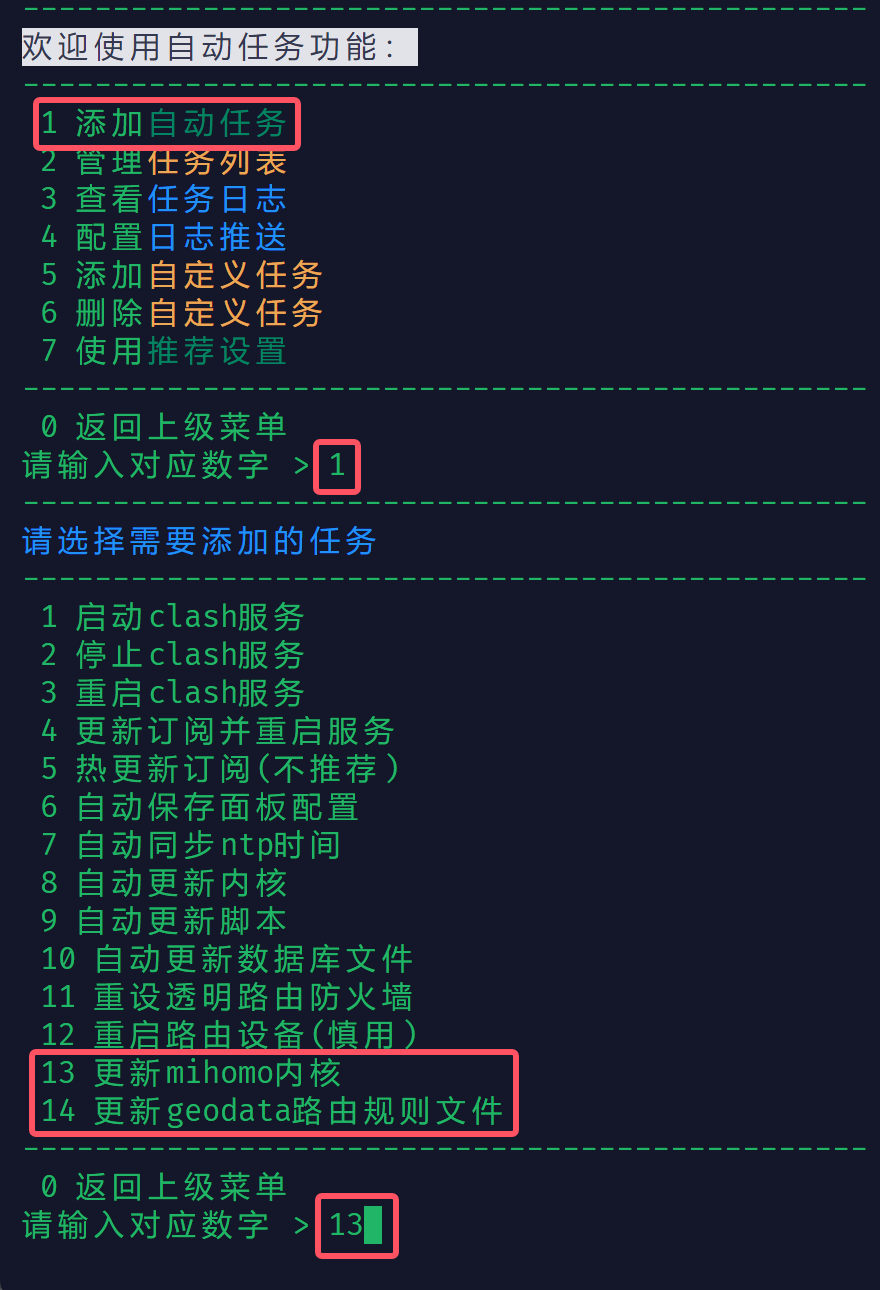 欢迎使用自动任务功能：
1 添加自动任务
2 管理任务列表
3 查看任务日志
4 配置日志推送
5 添加自定义任务
6 删除自定义任务
7 使用推荐设置
0 返回上级菜单
请输入对应数字 > 1
请选择需要添加的任务
1 启动clash服务
2 停止clash服务
3 重启clash服务
4 更新订阅并重启服务
5 热更新订阅(不推荐)
6 自动保存面板配置
7 自动同步ntp时间
8 自动更新内核
9 自动更新脚本
10 自动更新数据库文件
11 重设透明路由防火墙
12 重启路由设备(慎用)
13 更新mihomo内核
14 更新geodata路由规则文件
0 返回上级菜单
请输入对应数字 > 13